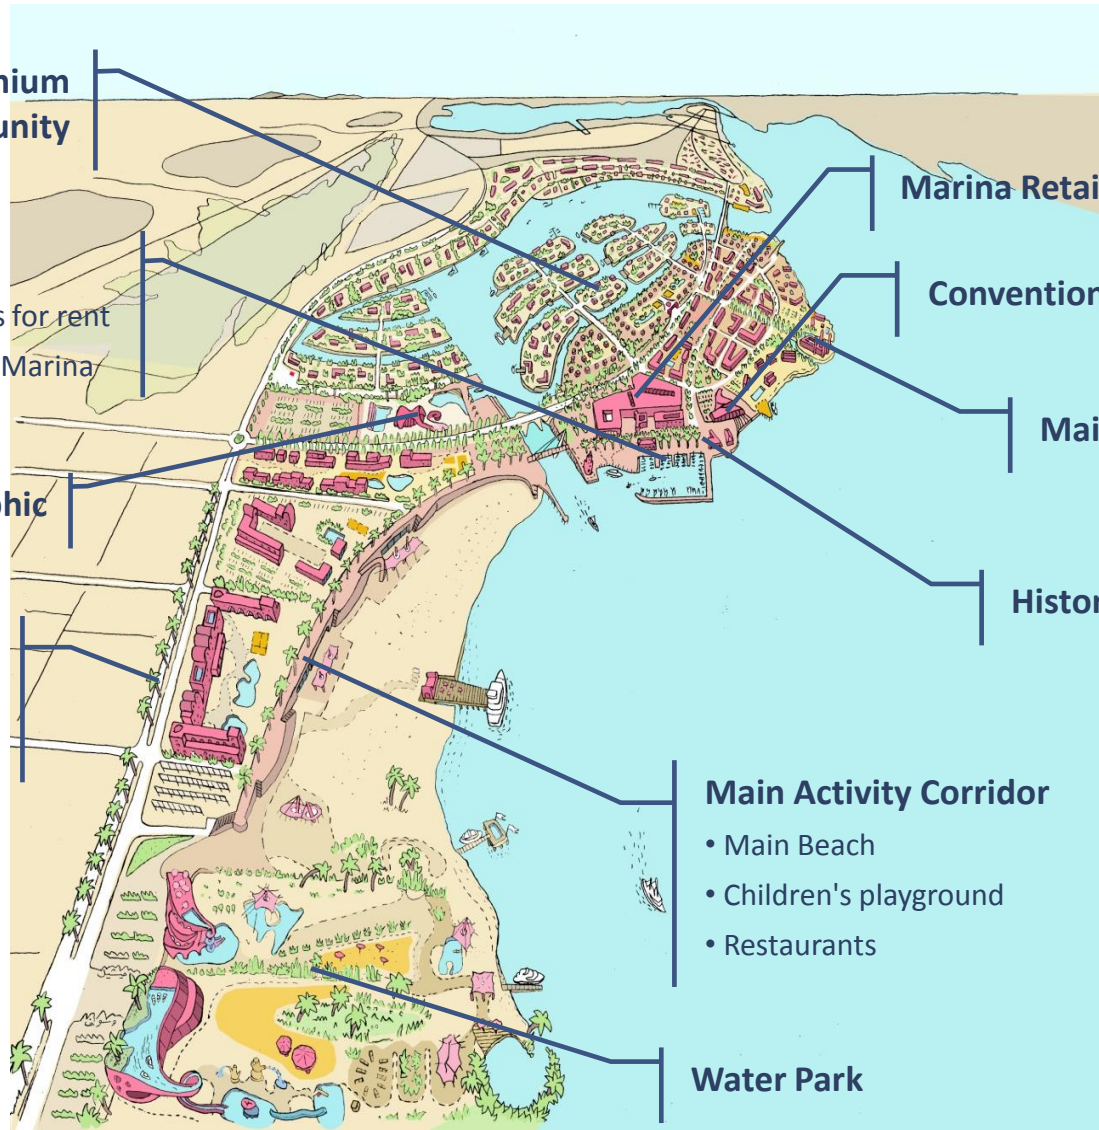 nium
unity
Marina Retai
Convention
s for rent
Marina
Mai
phic
Histor
Main Activity Corridor
• Main Beach
• Children's playground
• Restaurants
Water Park